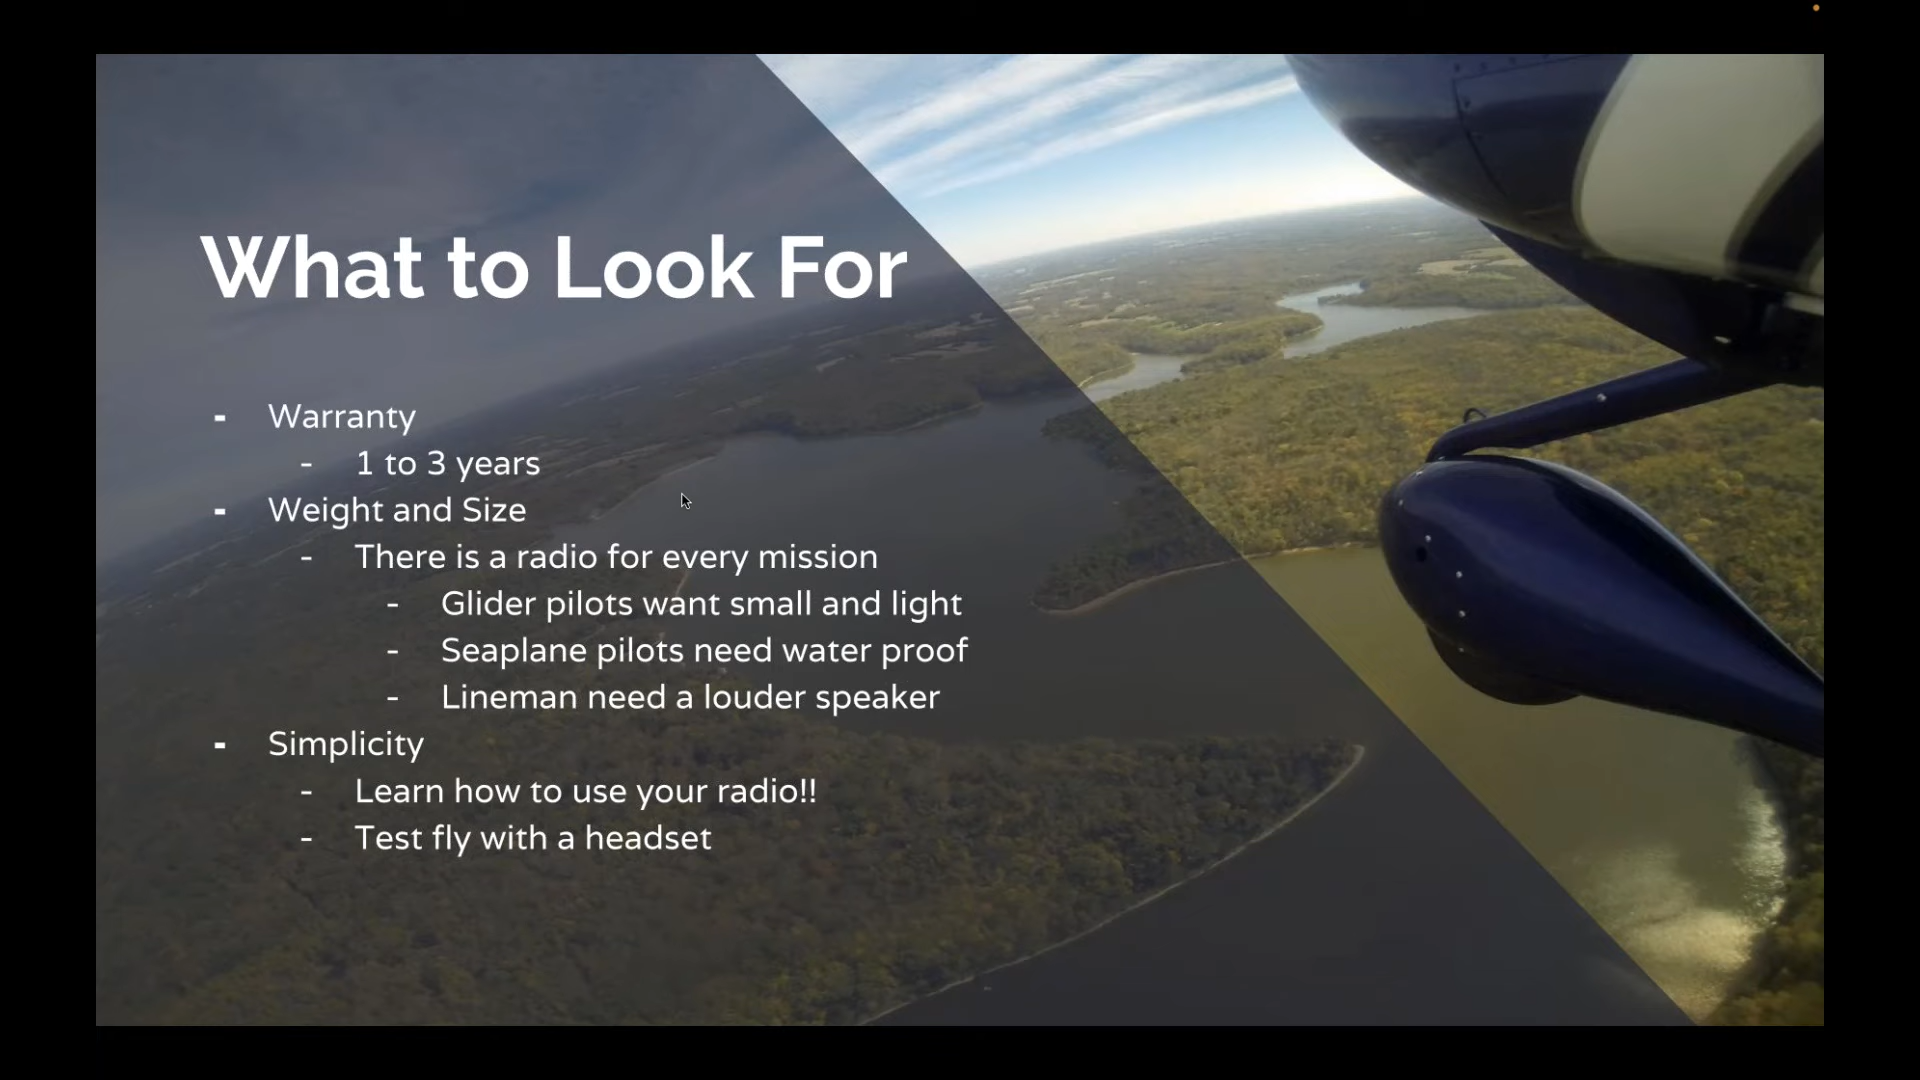 What to Look For
- Warranty
- 1 to 3 years
- Weight and Size
- There is a radio for every mission
- Glider pilots want small and light
- Seaplane pilots need water proof
- Lineman need a louder speaker
- Simplicity
- Learn how to use your radio!!
- Test fly with a headset